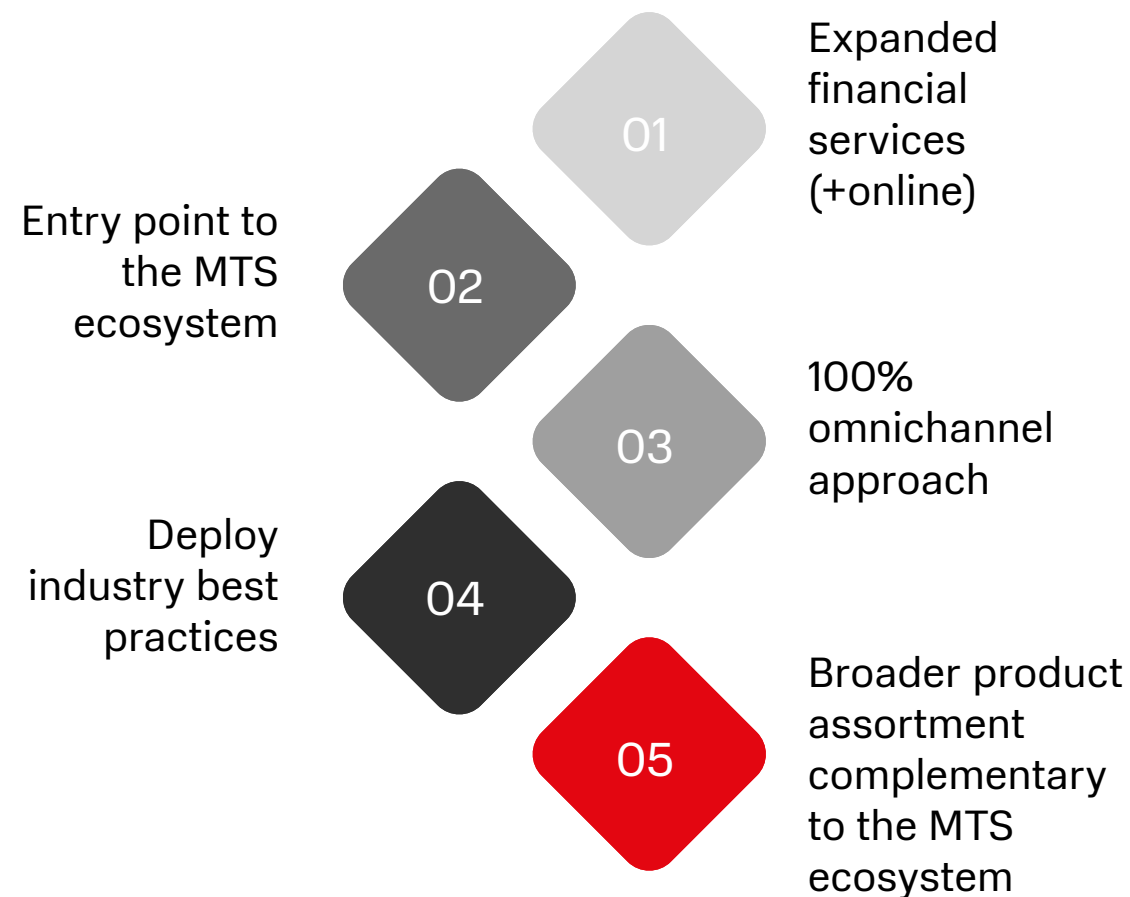 01
Expanded
financial
services
(+online)
Entry point to
the MTS
ecosystem
02
03
100%
omnichannel
approach
Deploy
industry best
practices
04
05
Broader product
assortment
complementary
to the MTS
ecosystem